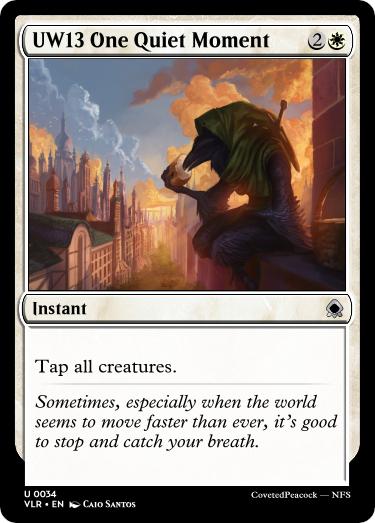 UW13 One Quiet Moment 2
Instant
Tap all creatures.
Sometimes, especially when the world
seems to move faster than ever, it's good
to stop and catch your breath.
U 0034
VLR • EN Caio Santos
CovetedPeacock — NFS